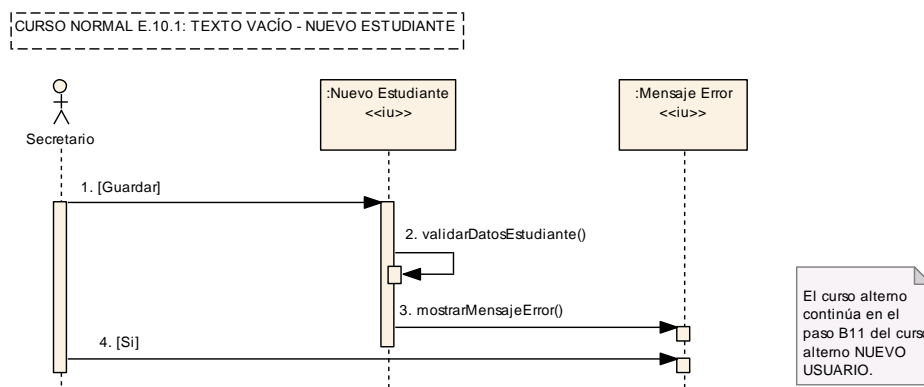 CURSO NORMAL E.10.1: TEXTO VACÍO - NUEVO ESTUDIANTE
Secretario
:Nuevo Estudiante
<<iu>>
:Mensaje Error
<<iu>>
1. [Guardar]
2. validarDatosEstudiante()
3. mostrarMensajeError()
4. [Si]
El curso alterno
continúa en el
paso B11 del curso
alterno NUEVO
USUARIO.